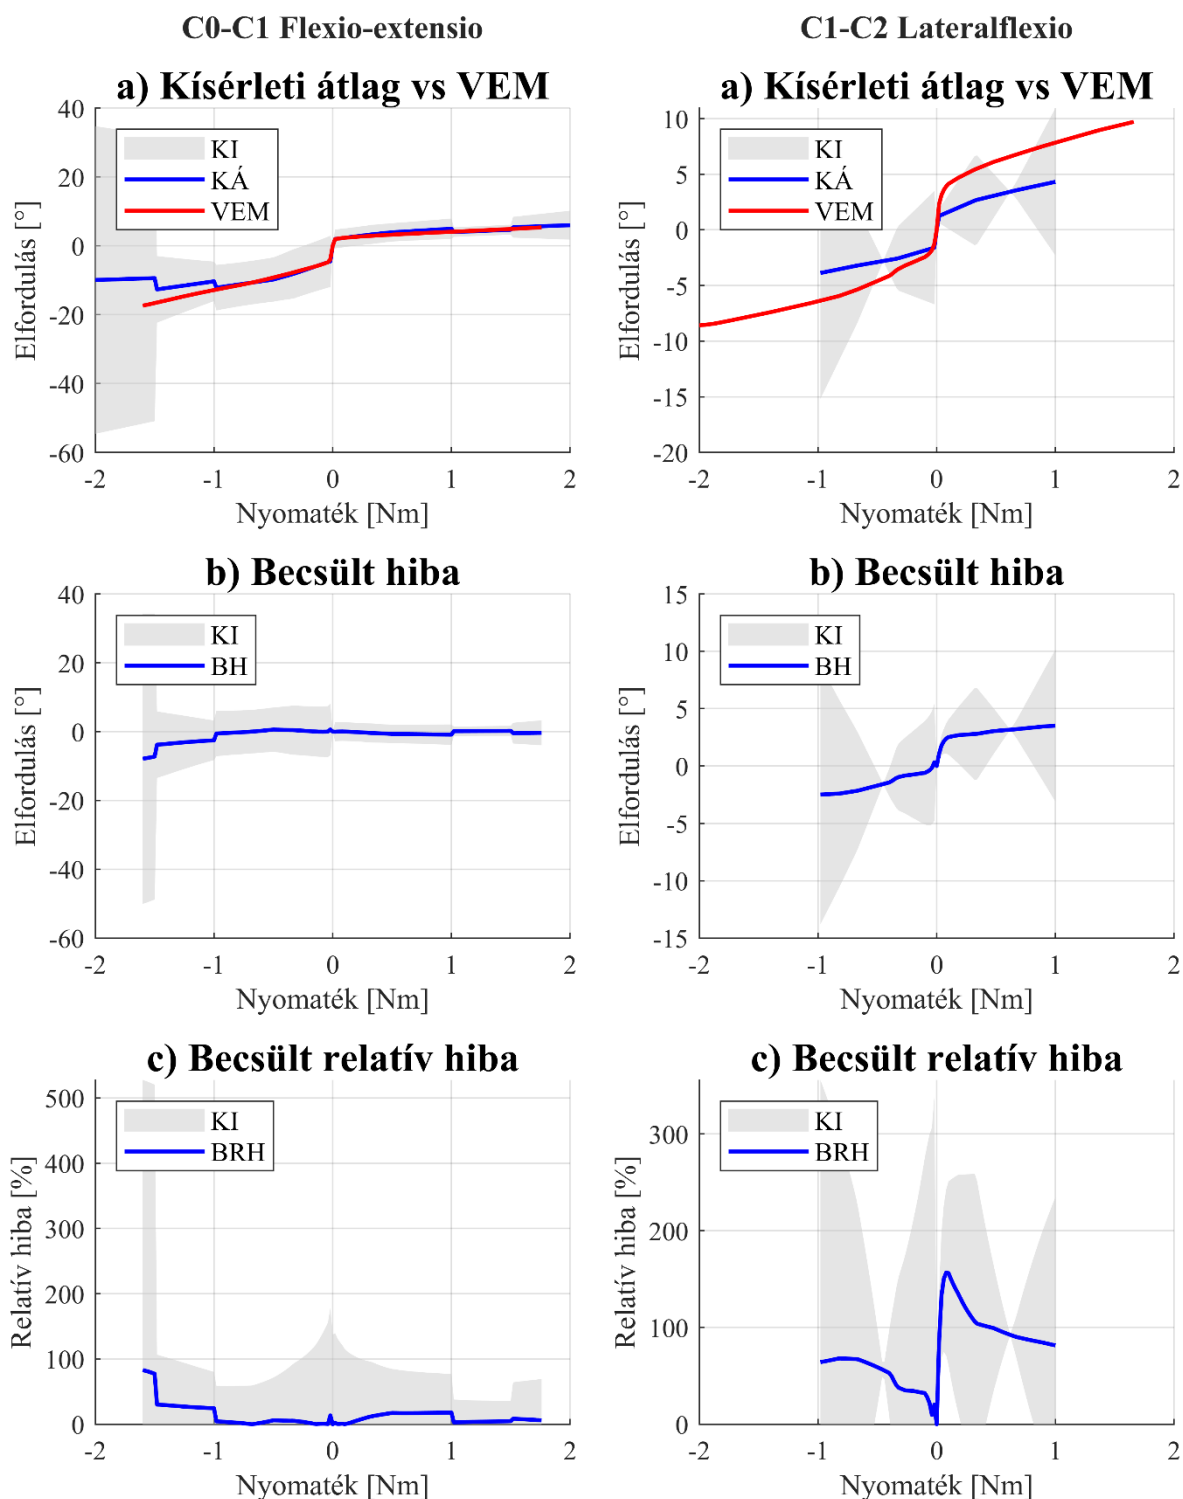 C0-C1 Flexio-extensio
a) Kísérleti átlag vs VEM
40
20
0
-20
-40
-60
Elfordulás [°]
KI
KÁ
VEM
-2 -1 0 1 2
Nyomaték [Nm]
C1-C2 Lateralflexio
a) Kísérleti átlag vs VEM
10
5
0
-5
-10
-15
-20
Elfordulás [°]
KI
KÁ
VEM
-2 -1 0 1 2
Nyomaték [Nm]
b) Becsült hiba
40
20
0
-20
-40
-60
Elfordulás [°]
KI
BH
-2 -1 0 1 2
Nyomaték [Nm]
b) Becsült hiba
15
10
5
0
-5
-10
-15
Elfordulás [°]
KI
BH
-2 -1 0 1 2
Nyomaték [Nm]
c) Becsült relatív hiba
500
400
300
200
100
0
Relatív hiba [%]
KI
BRH
-2 -1 0 1 2
Nyomaték [Nm]
c) Becsült relatív hiba
300
200
100
0
Relatív hiba [%]
KI
BRH
-2 -1 0 1 2
Nyomaték [Nm]